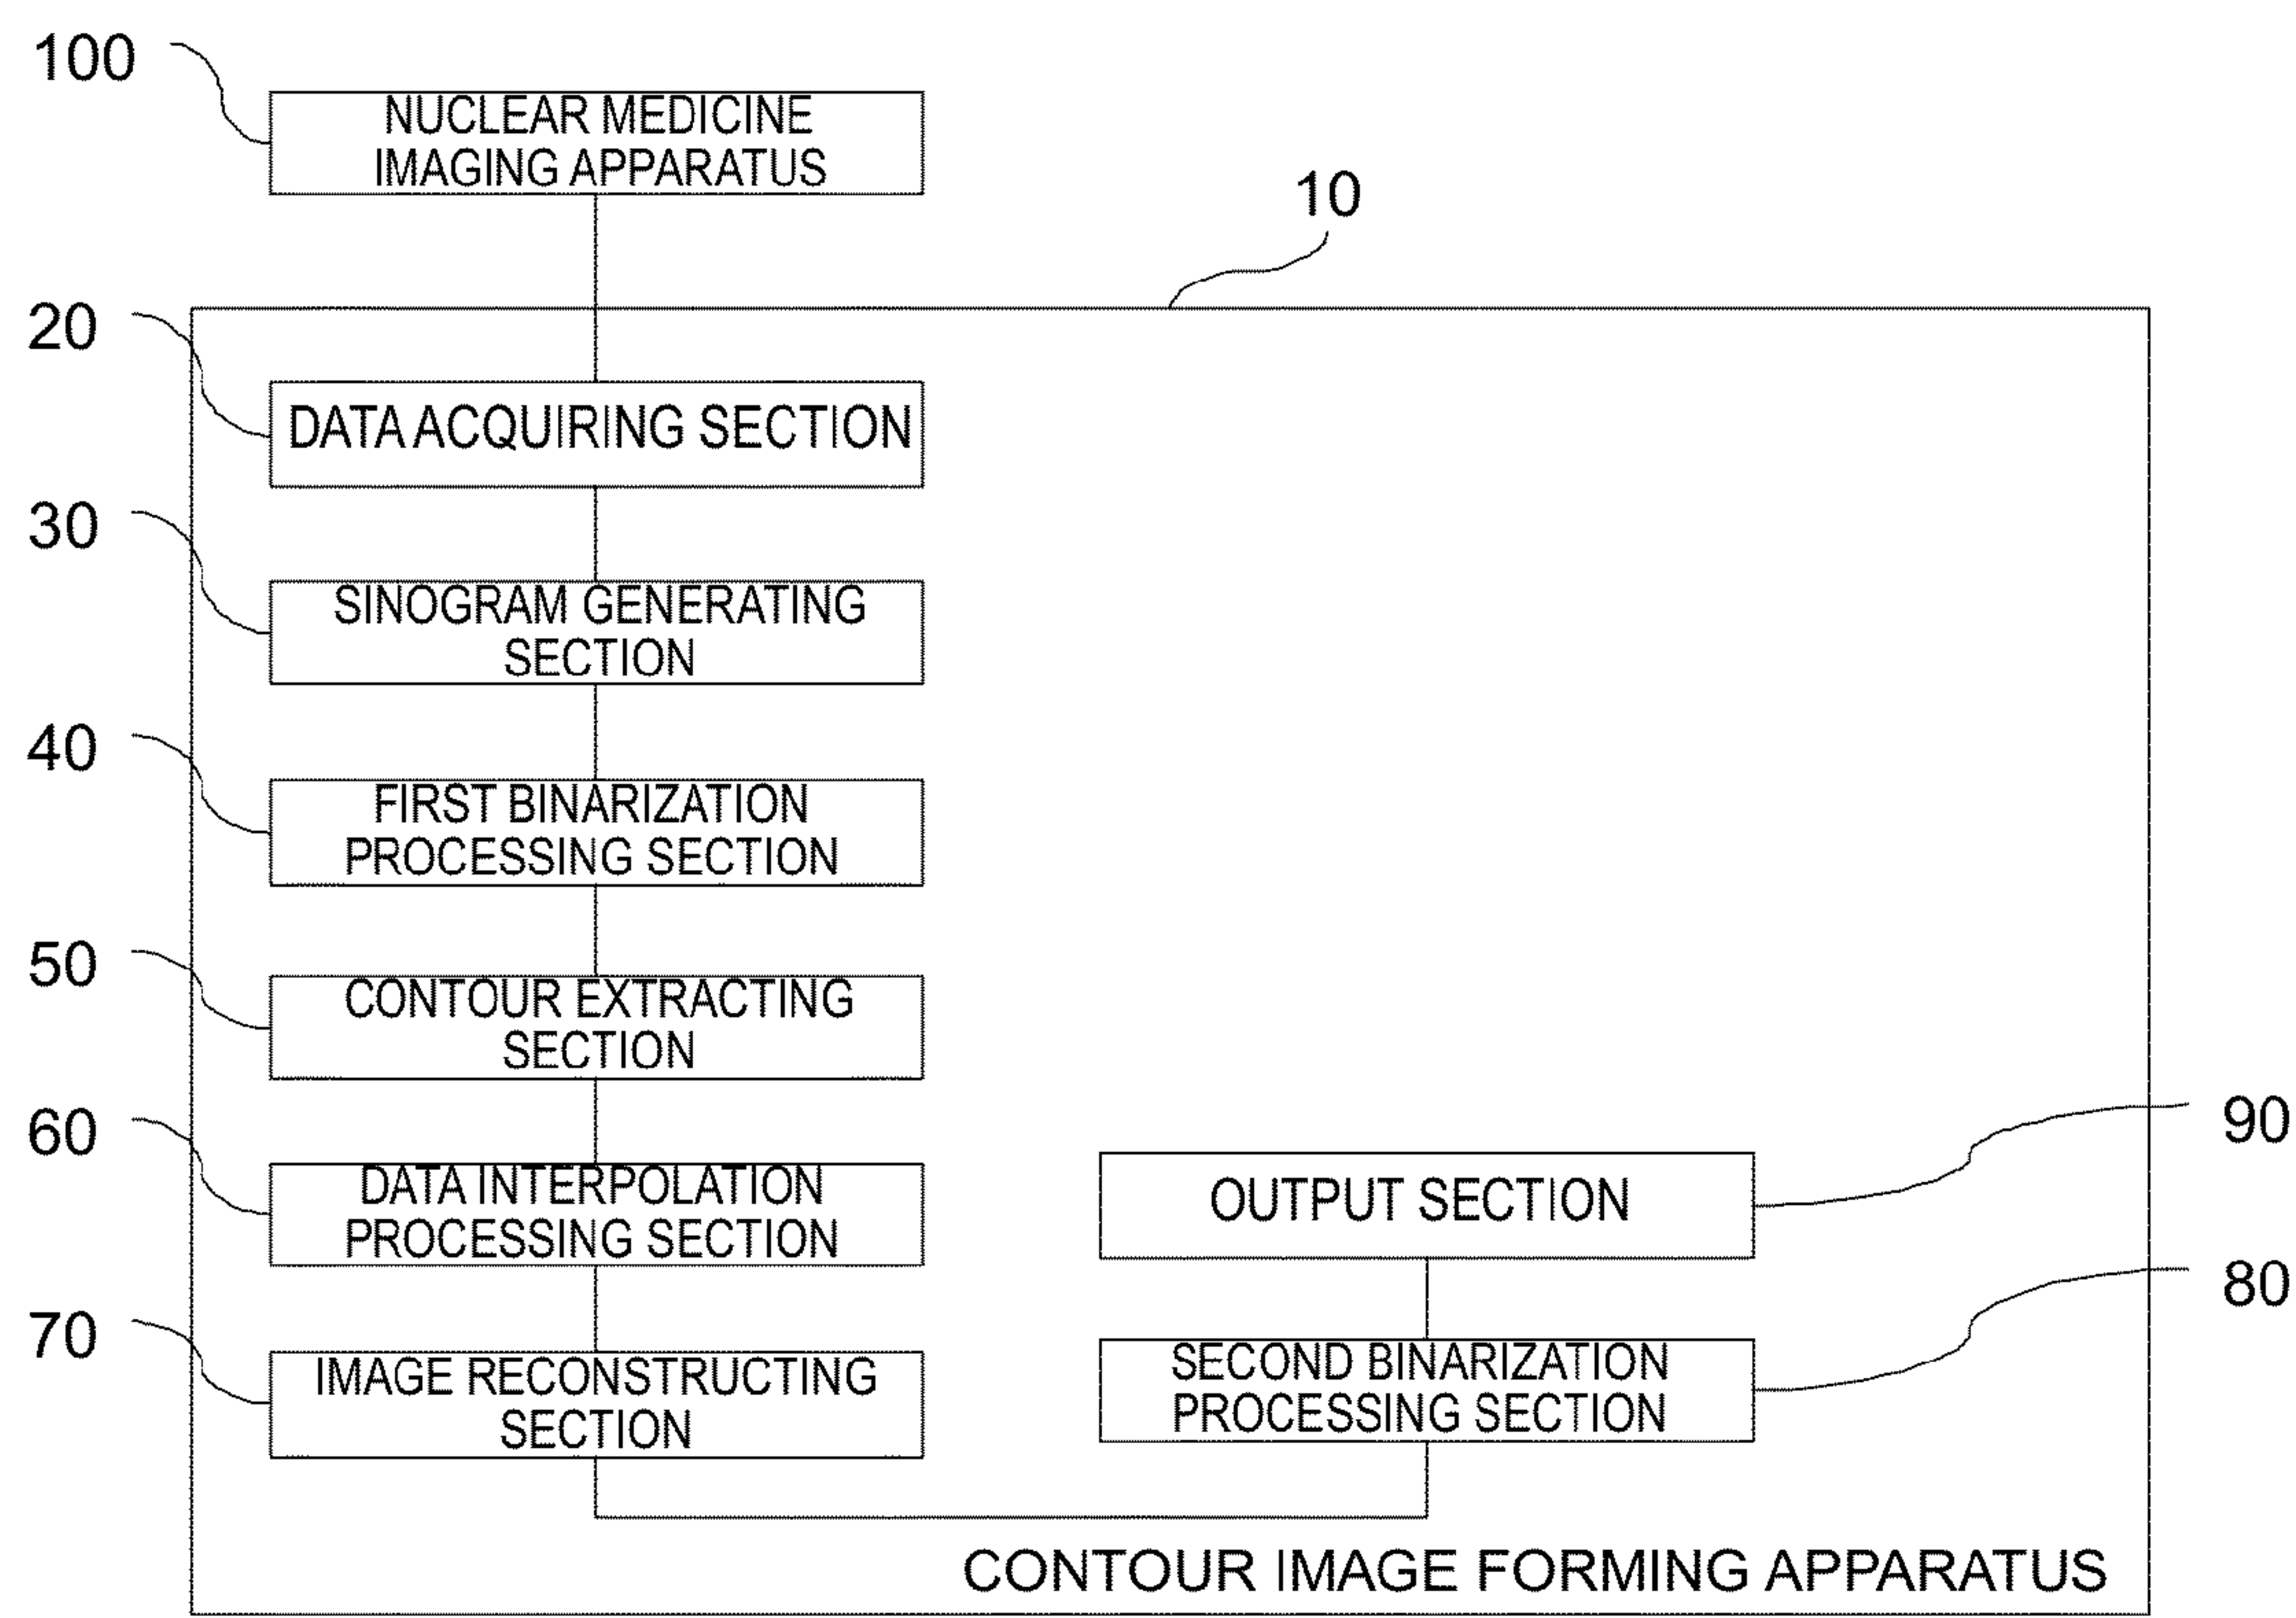 100
NUCLEAR MEDICINE
IMAGING APPARATUS
10
20
DATA ACQUIRING SECTION
30
SINOGRAM GENERATING
SECTION
40
FIRST BINARIZATION
PROCESSING SECTION
50
CONTOUR EXTRACTING
SECTION
60
DATA INTERPOLATION
PROCESSING SECTION
90
OUTPUT SECTION
70
IMAGE RECONSTRUCTING
SECTION
80
SECOND BINARIZATION
PROCESSING SECTION
CONTOUR IMAGE FORMING APPARATUS